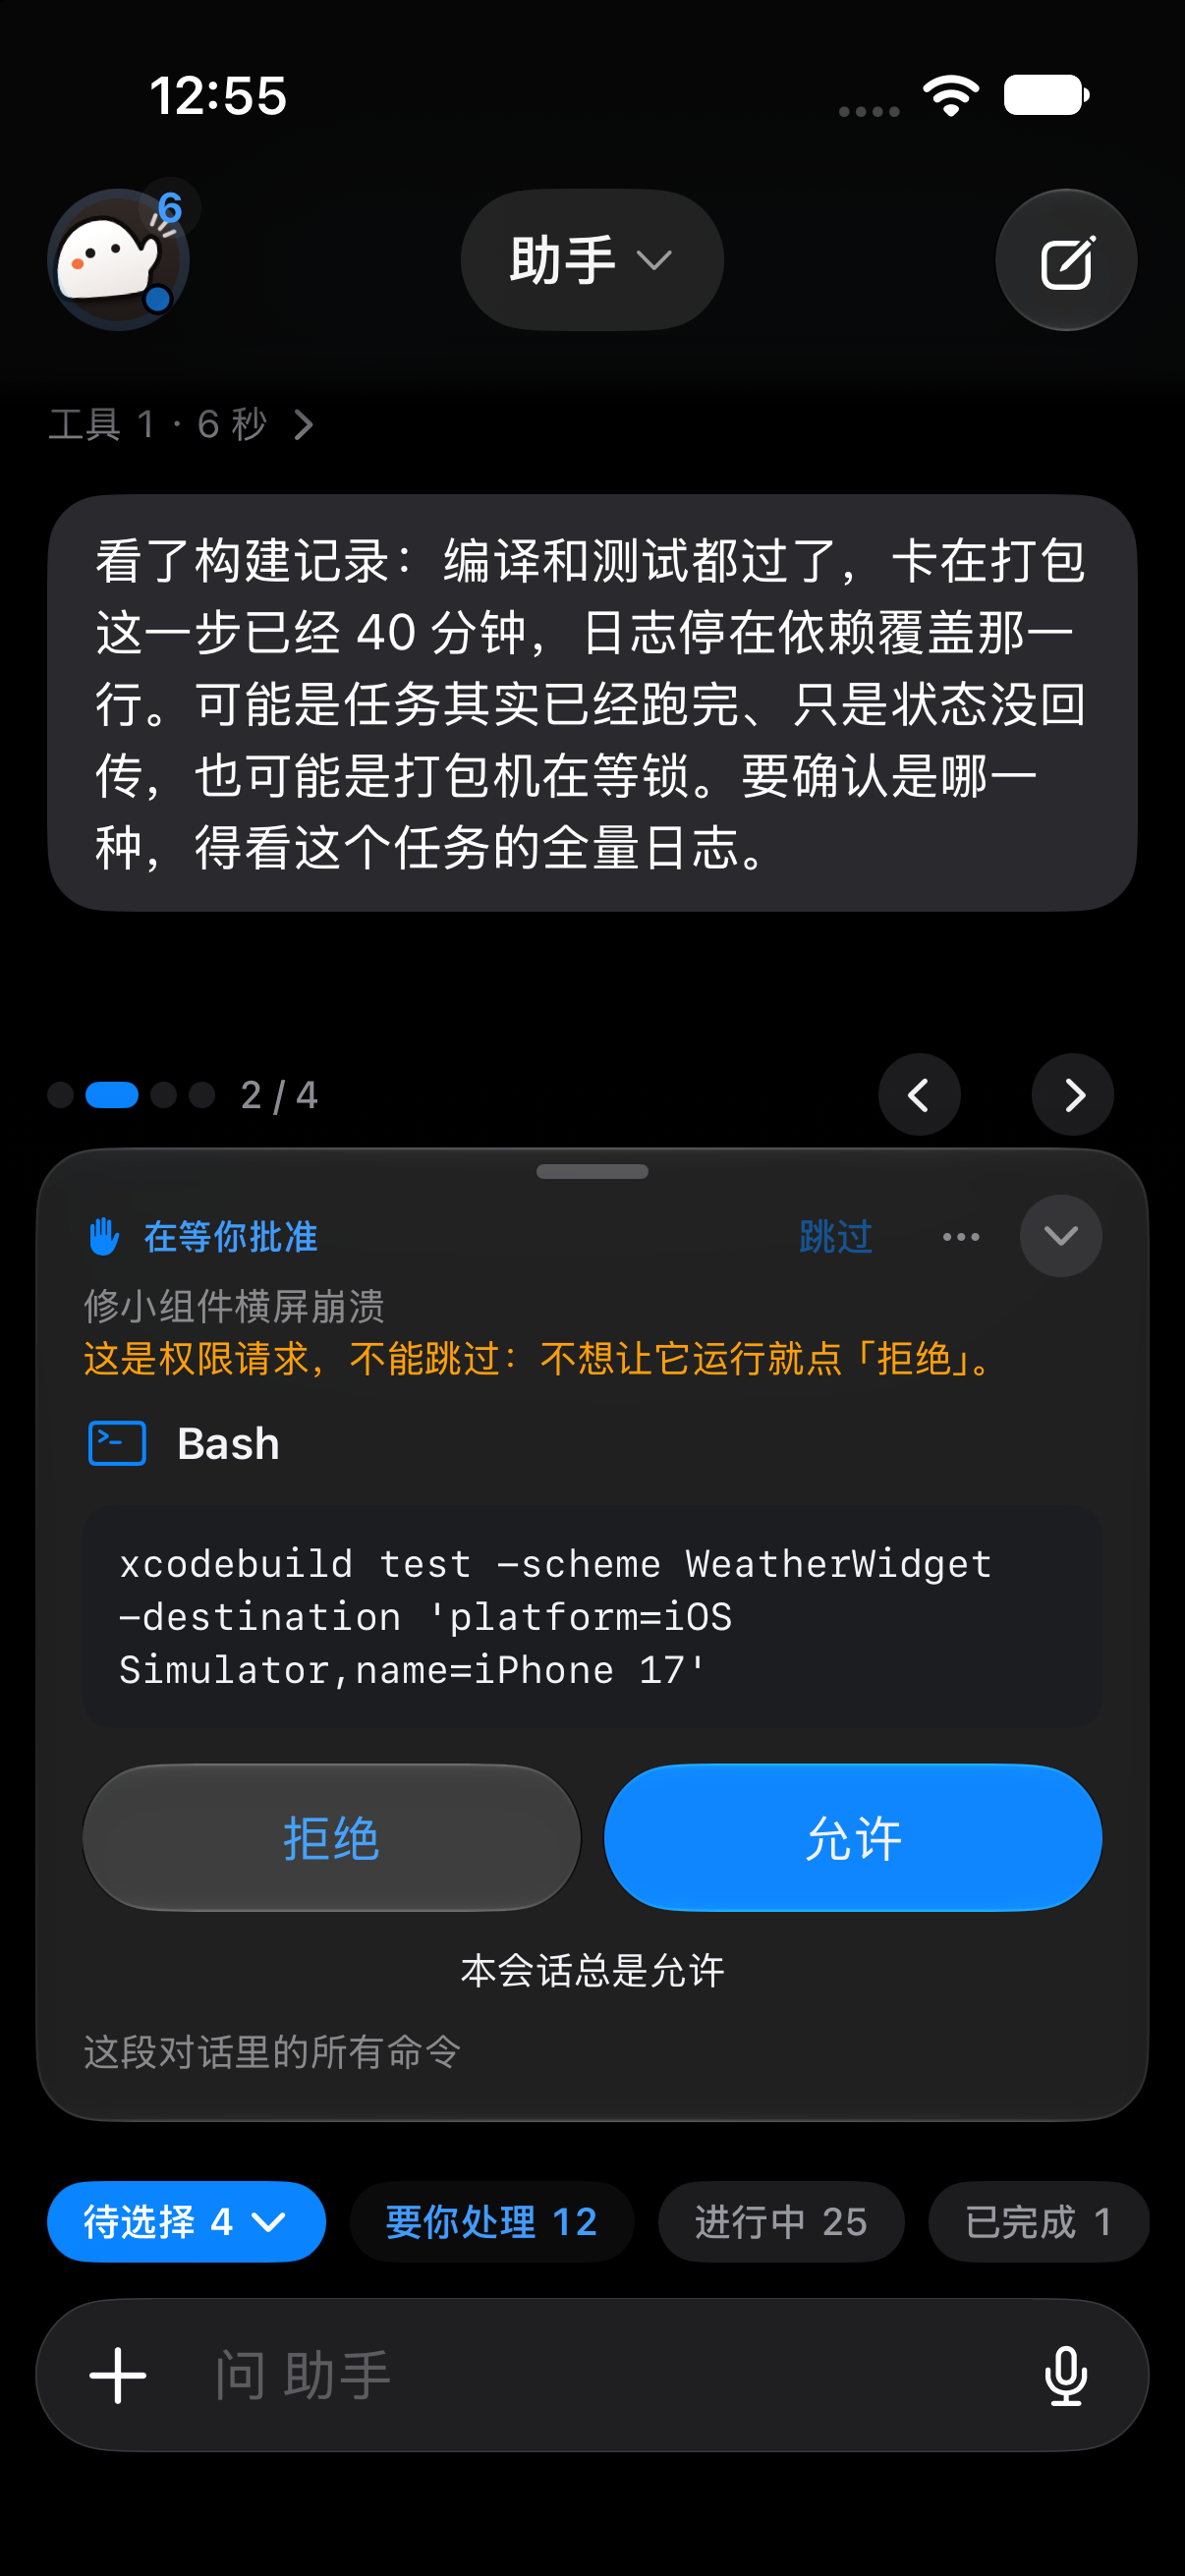 12:55
6
助手
工具 1 · 6 秒
看了构建记录：编译和测试都过了，卡在打包
这一步已经 40 分钟，日志停在依赖覆盖那一
行。可能是任务其实已经跑完、只是状态没回
传，也可能是打包机在等锁。要确认是哪一
种，得看这个任务的全量日志。
2 / 4
在等你批准 跳过
修小组件横屏崩溃
这是权限请求，不能跳过：不想让它运行就点「拒绝」。
Bash
xcodebuild test -scheme WeatherWidget
-destination 'platform=iOS
Simulator,name=iPhone 17'
拒绝 允许
本会话总是允许
这段对话里的所有命令
待选择 4 要你处理 12 进行中 25 已完成 1
问 助手